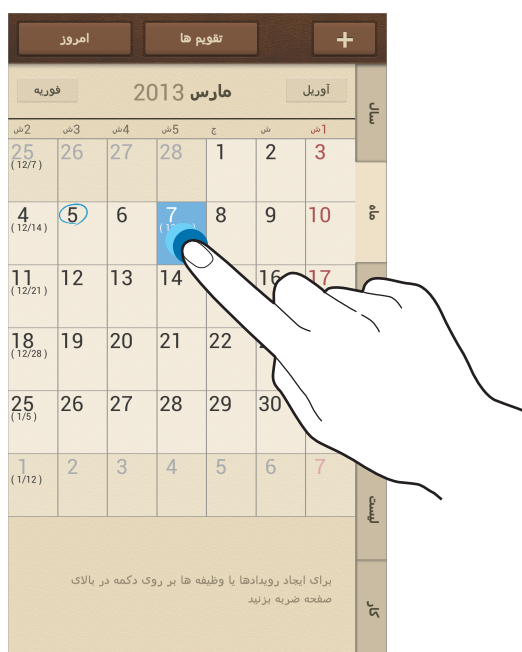 امروز تقویم ها +
فوریه مارس 2013 آوریل
2ش 3ش 4ش 5ش ج ش 1ش
25 26 27 28 1 2 3
( 12/7 )
4 5 6 7 8 9 10
( 12/14 )
11 12 13 14 16 17
( 12/21 )
18 19 20 21 22
( 12/28 )
25 26 27 28 29 30
( 1/5 )
1 2 3 4 5 6 7
( 1/12 )
برای ایجاد رویدادها یا وظیفه ها بر روی دکمه در بالای
صفحه ضربه بزنید
سال
ماه
لیست
کار